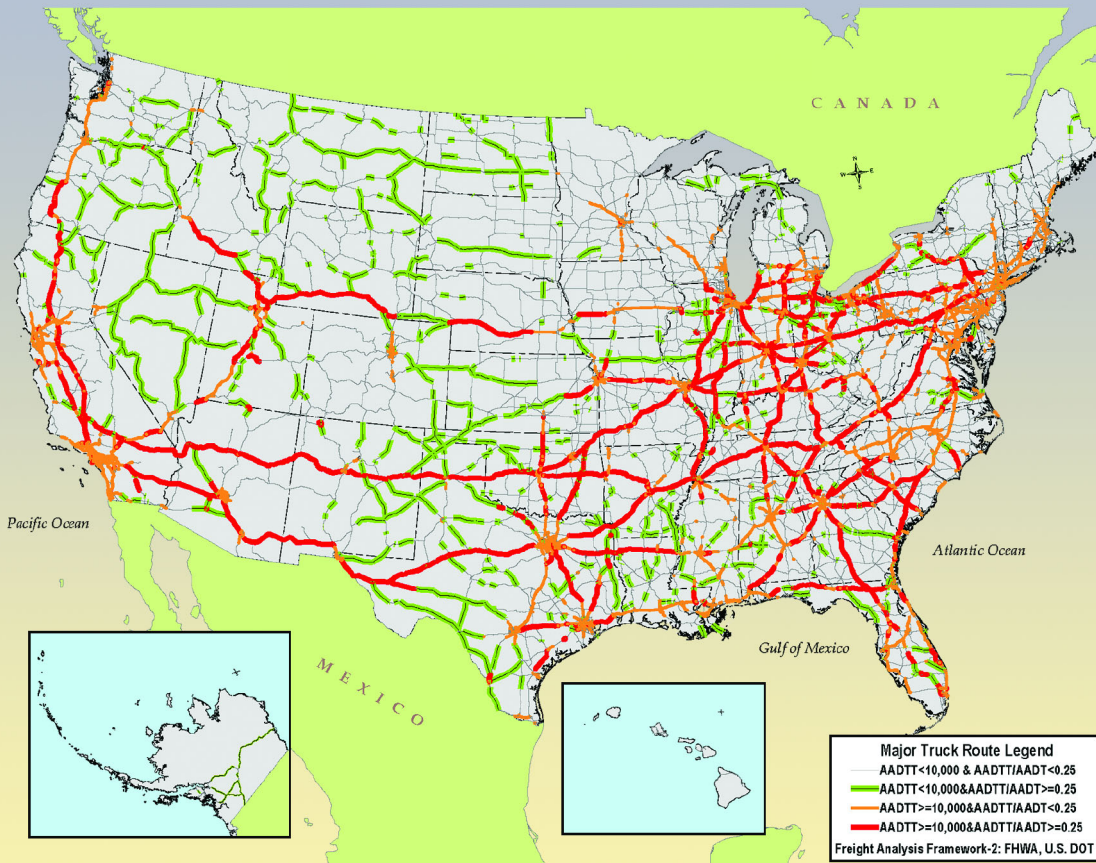 CANADA
N
W E
S
Pacific Ocean
Atlantic Ocean
Gulf of Mexico
MEXICO
Major Truck Route Legend
AADTT<10,000 & AADTT/AADT<0.25
AADTT<10,000&AADTT/AADT>=0.25
AADTT>=10,000&AADTT/AADT<0.25
AADTT>=10,000&AADTT/AADT>=0.25
Freight Analysis Framework-2: FHWA, U.S. DOT